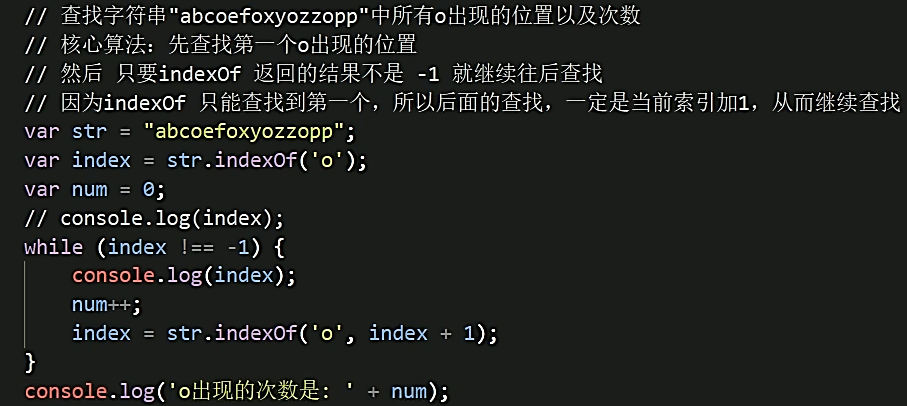 // 查找字符串"abcoefoxyozzopp"中所有o出现的位置以及次数
// 核心算法：先查找第一个o出现的位置
// 然后 只要indexOf 返回的结果不是 -1 就继续往后查找
// 因为indexOf 只能查找到第一个，所以后面的查找，一定是当前索引加1，从而继续查找
var str = "abcoefoxyozzopp";
var index = str.indexOf('o');
var num = 0;
// console.log(index);
while (index !== -1) {
    console.log(index);
    num++;
    index = str.indexOf('o', index + 1);
}
console.log('o出现的次数是: ' + num);